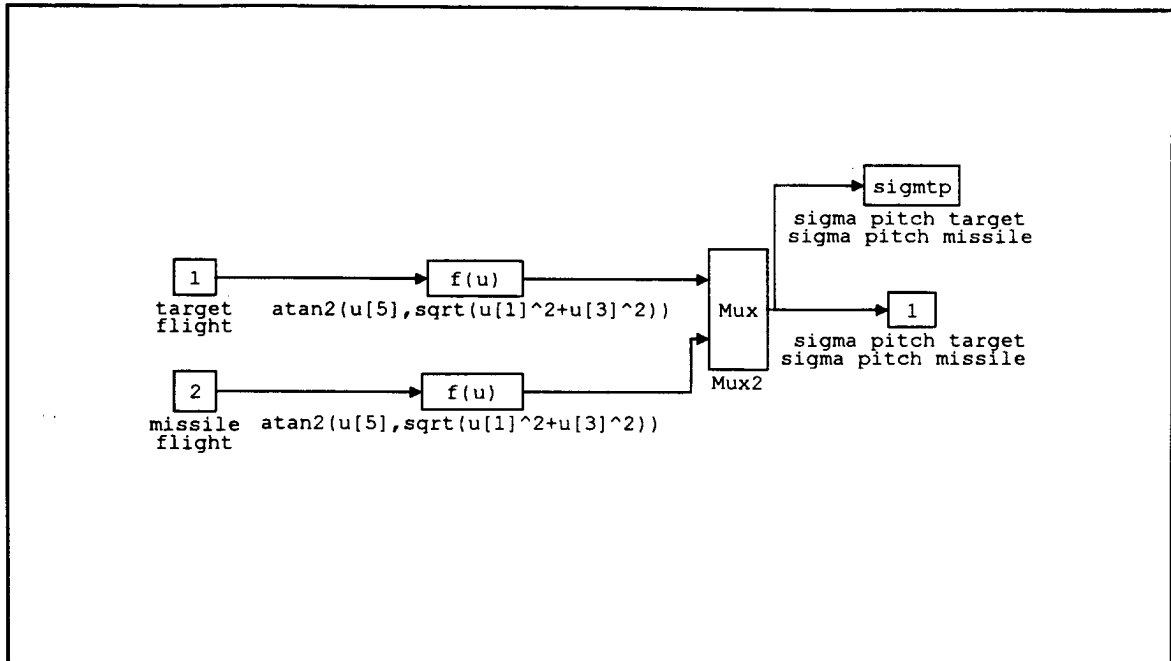 sigmtp
sigma pitch target
sigma pitch missile
1
f(u)
target
flight
atan2(u[5],sqrt(u[1]^2+u[3]^2))
Mux
1
sigma pitch target
sigma pitch missile
Mux2
2
f(u)
missile
flight
atan2(u[5],sqrt(u[1]^2+u[3]^2))